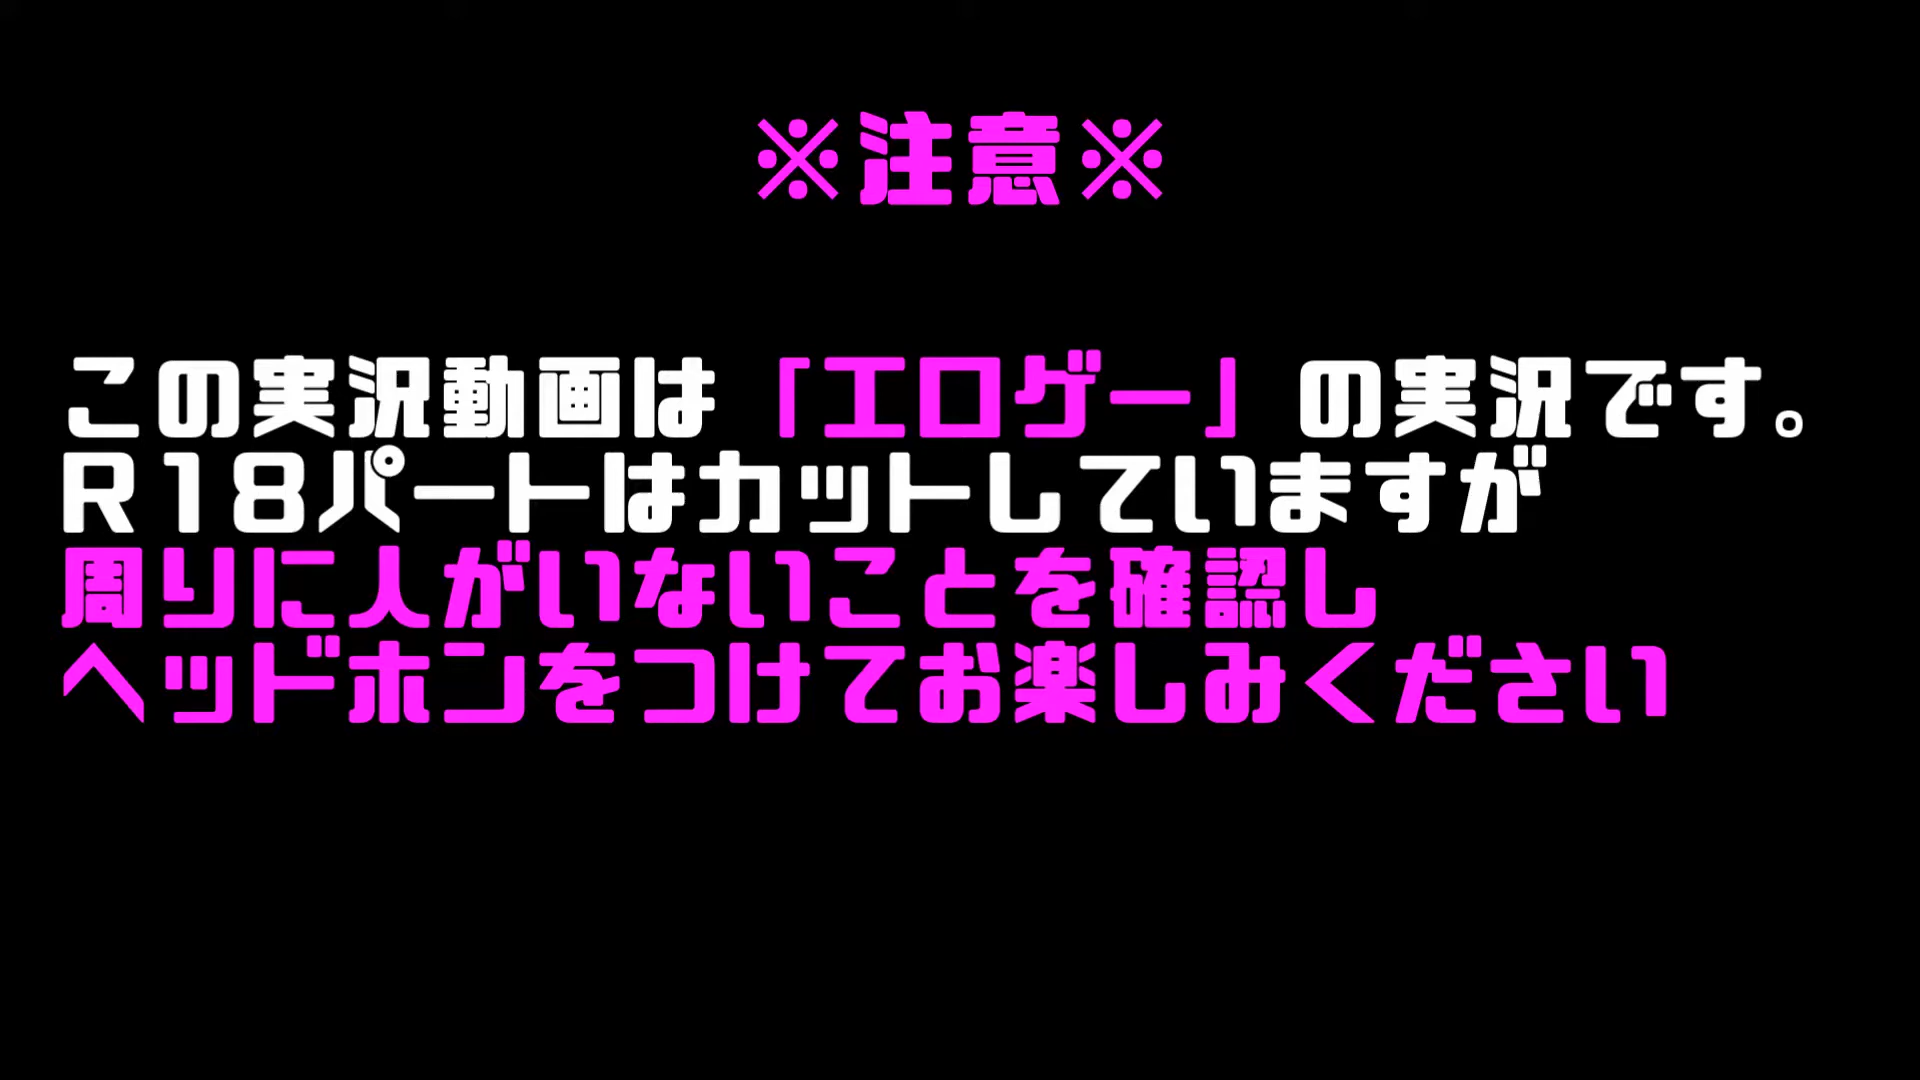 ※注意※
この実況動画は「エロゲー」の実況です。
R18パートはカットしていますが
周りに人がいないことを確認し
ヘッドホンをつけてお楽しみください